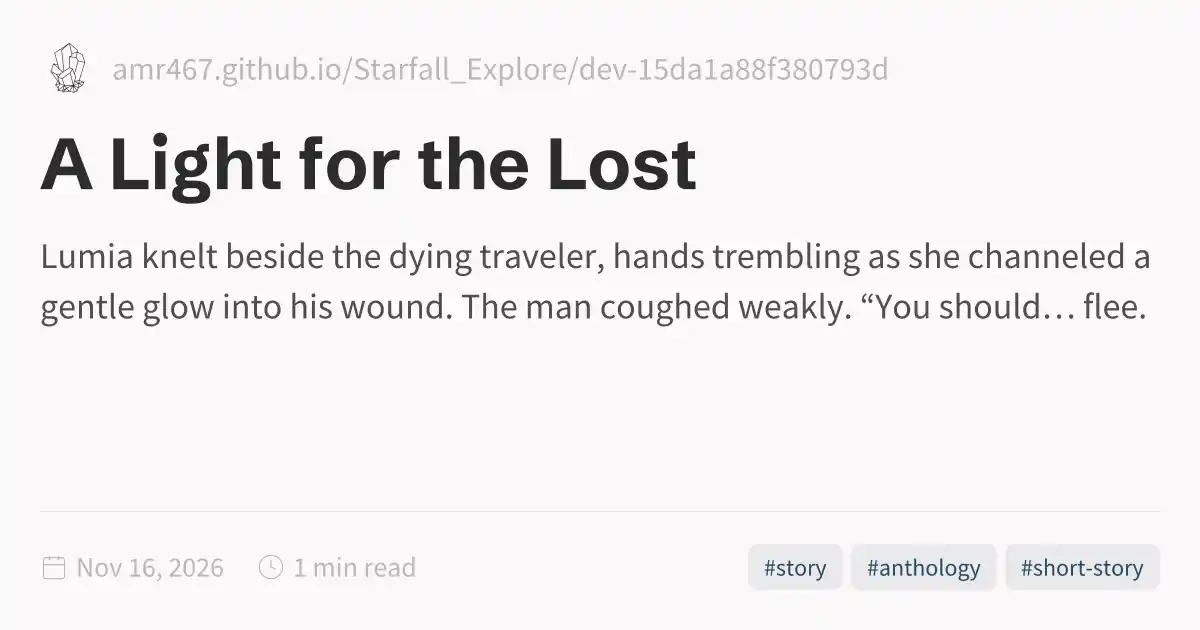 amr467.github.io/Starfall_Explore/dev-15da1a88f380793d
A Light for the Lost
Lumia knelt beside the dying traveler, hands trembling as she channeled a
gentle glow into his wound. The man coughed weakly. “You should… flee.
Nov 16, 2026
1 min read
#story
#anthology
#short-story